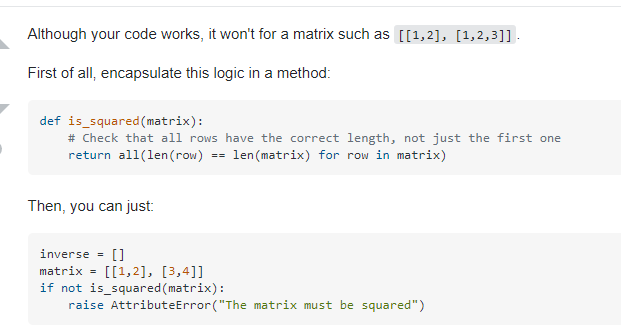 Although your code works, it won't for a matrix such as [[1,2], [1,2,3]].
First of all, encapsulate this logic in a method:
def is_squared(matrix):
    # Check that all rows have the correct length, not just the first one
    return all(len(row) == len(matrix) for row in matrix)
Then, you can just:
inverse = []
matrix = [[1,2], [3,4]]
if not is_squared(matrix):
    raise AttributeError("The matrix must be squared")